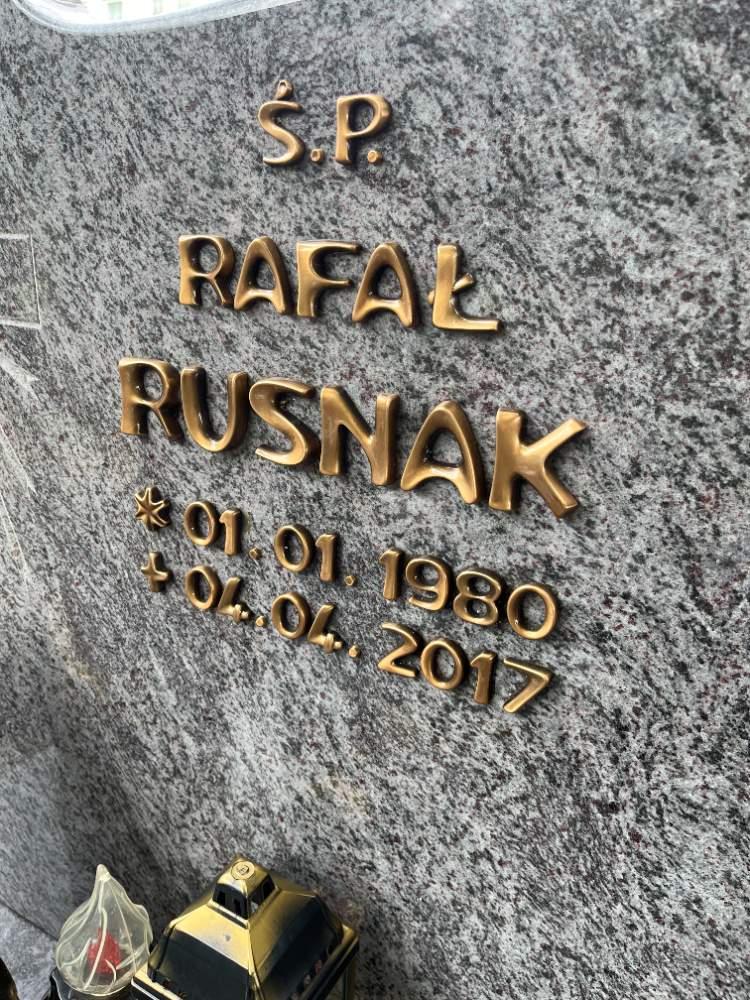 Ś.P.
RAFAŁ
RUSNAK
* 01.01.1980
+ 04.04.2017